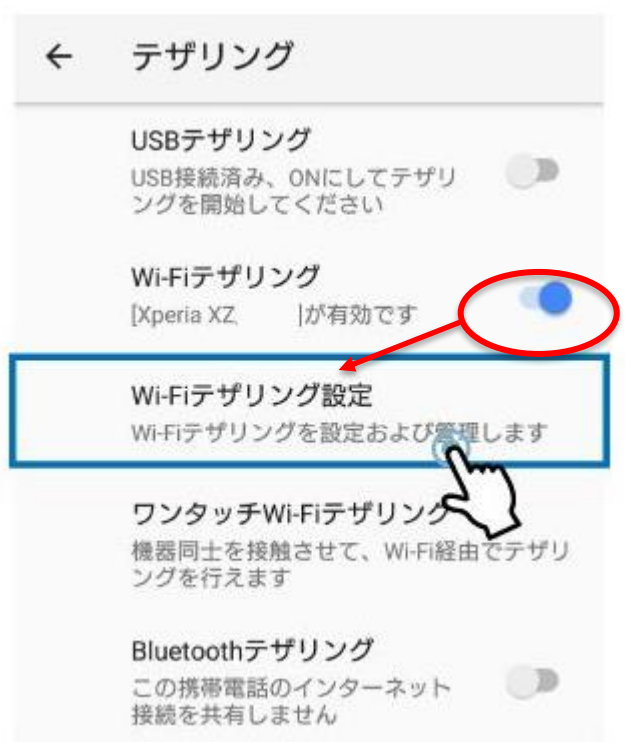 テザリング
USBテザリング
USB接続済み、ONにしてテザリ
ングを開始してください
Wi-Fiテザリング
[Xperia XZ が有効です
Wi-Fiテザリング設定
Wi-Fiテザリングを設定および管理します
ワンタッチWi-Fiテザリング
機器同士を接触させて、Wi-Fi経由でテザリ
ングを行えます
Bluetoothテザリング
この携帯電話のインターネット
接続を共有しません